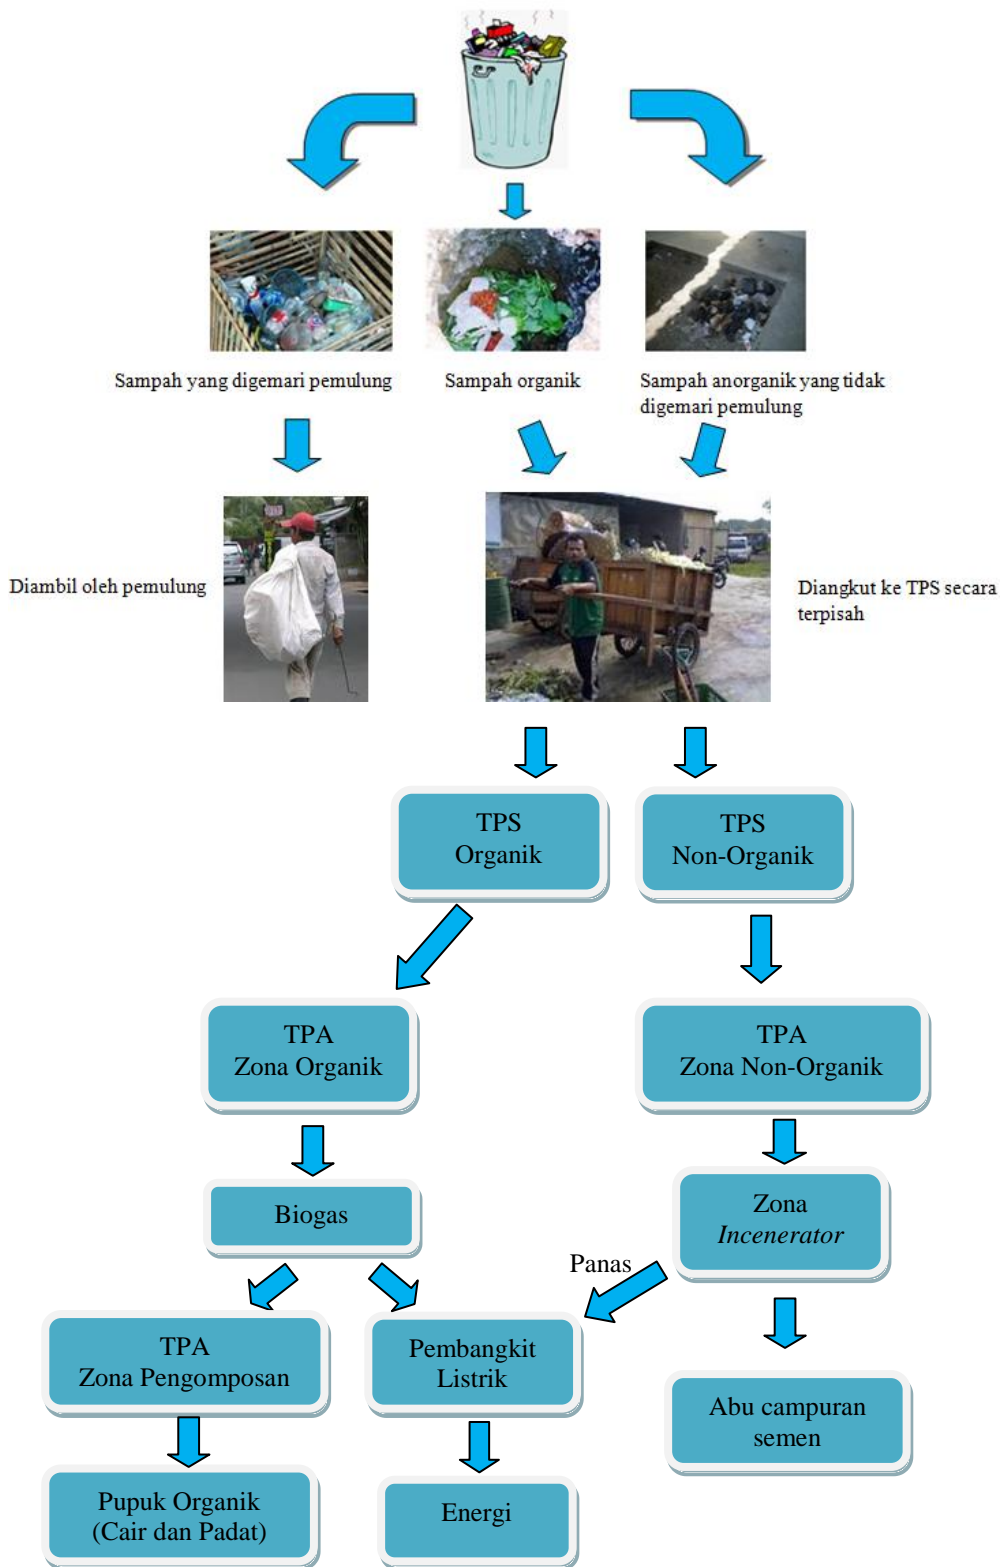 Sampah yang digemari pemulung
Sampah organik
Sampah anorganik yang tidak
digemari pemulung
Diambil oleh pemulung
Diangkut ke TPS secara
terpisah
TPS
Organik
TPS
Non-Organik
TPA
Zona Organik
TPA
Zona Non-Organik
Biogas
Zona
Incenerator
Panas
TPA
Zona Pengomposan
Pembangkit
Listrik
Abu campuran
semen
Pupuk Organik
(Cair dan Padat)
Energi